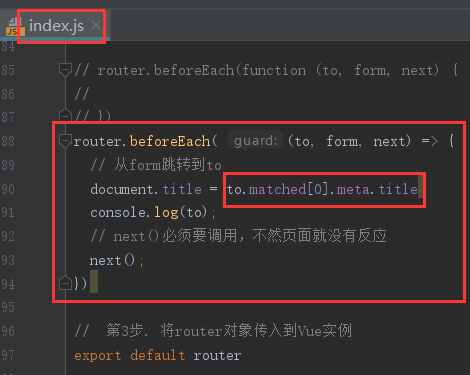 index.js
84
85 // router.beforeEach(function (to, form, next) {
86 //
87 // })
88 router.beforeEach( guard: (to, form, next) => {
89 // 从form跳转到to
90 document.title = to.matched[0].meta.title
91 console.log(to);
92 // next()必须要调用，不然页面就没有反应
93 next();
94 })
95
96 // 第3步. 将router对象传入到Vue实例
97 export default router